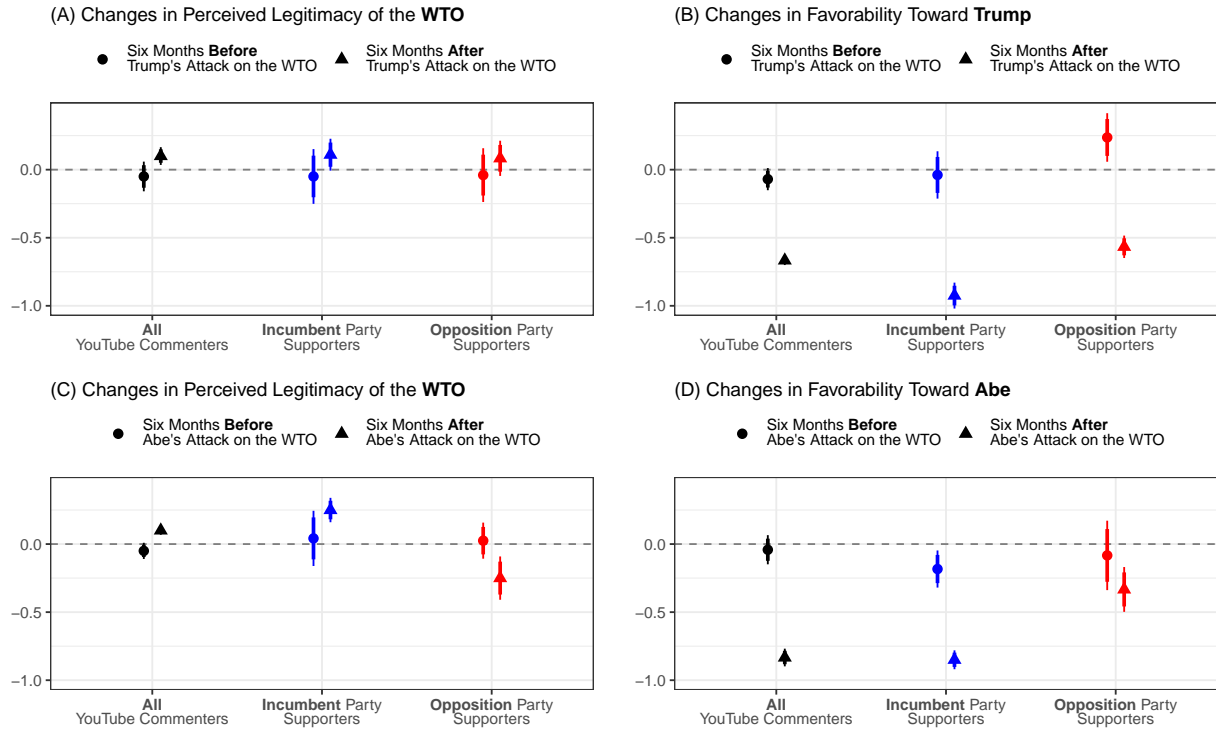 (A) Changes in Perceived Legitimacy of the WTO
Six Months Before
Trump's Attack on the WTO
Six Months After
Trump's Attack on the WTO
0.0
−0.5
−1.0
All
YouTube Commenters
Incumbent Party
Supporters
Opposition Party
Supporters
(B) Changes in Favorability Toward Trump
Six Months Before
Trump's Attack on the WTO
Six Months After
Trump's Attack on the WTO
0.0
−0.5
−1.0
All
YouTube Commenters
Incumbent Party
Supporters
Opposition Party
Supporters
(C) Changes in Perceived Legitimacy of the WTO
Six Months Before
Abe's Attack on the WTO
Six Months After
Abe's Attack on the WTO
0.0
−0.5
−1.0
All
YouTube Commenters
Incumbent Party
Supporters
Opposition Party
Supporters
(D) Changes in Favorability Toward Abe
Six Months Before
Abe's Attack on the WTO
Six Months After
Abe's Attack on the WTO
0.0
−0.5
−1.0
All
YouTube Commenters
Incumbent Party
Supporters
Opposition Party
Supporters